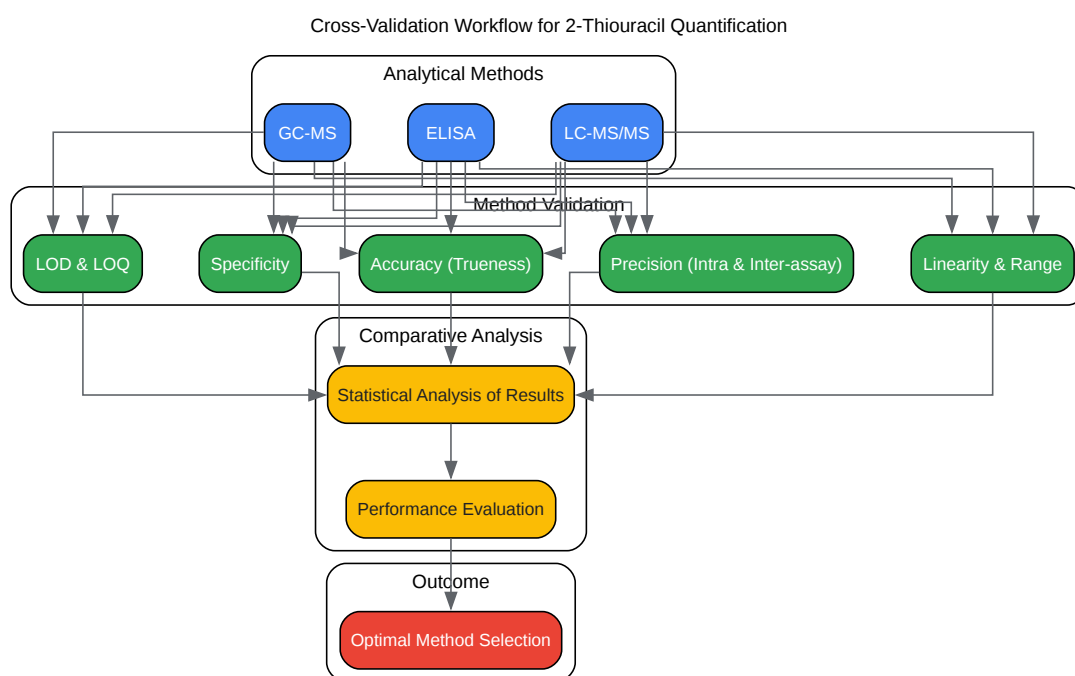 Cross-Validation Workflow for 2-Thiouracil Quantification
Analytical Methods
GC-MS
ELISA
LC-MS/MS
Method Validation
LOD & LOQ
Specificity
Accuracy (Trueness)
Precision (Intra & Inter-assay)
Linearity & Range
Comparative Analysis
Statistical Analysis of Results
Performance Evaluation
Outcome
Optimal Method Selection